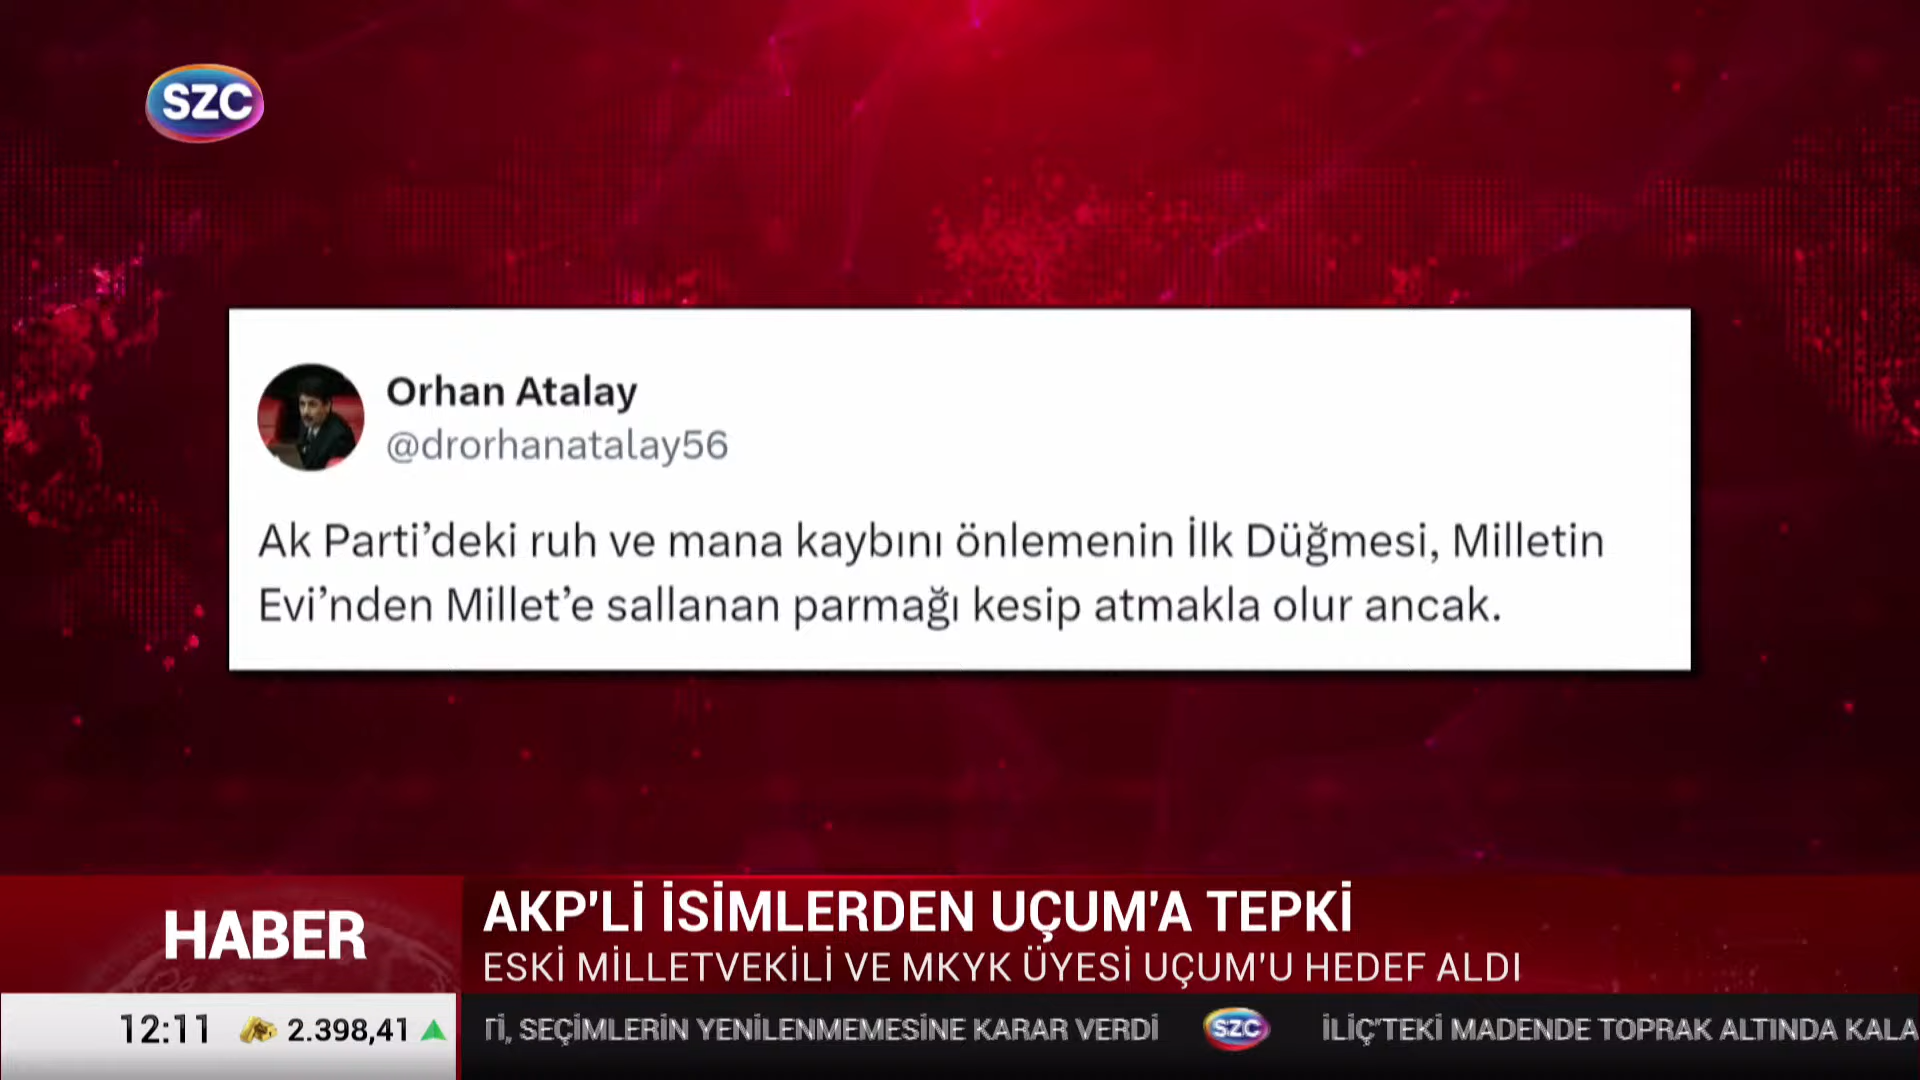 SZC
Orhan Atalay
@drorhanatalay56
Ak Parti’deki ruh ve mana kaybını önlemenin İlk Düğmesi, Milletin
Evi’nden Millet’e sallanan parmağı kesip atmakla olur ancak.
HABER
AKP'Lİ İSİMLERDEN UÇUM'A TEPKİ
ESKİ MİLLETVEKİLİ VE MKYK ÜYESİ UÇUM'U HEDEF ALDI
12:11 2.398,41
Tİ, SEÇİMLERİN YENİLENMEMESİNE KARAR VERDİ SZC İLİÇ'TEKİ MADENDE TOPRAK ALTINDA KALA